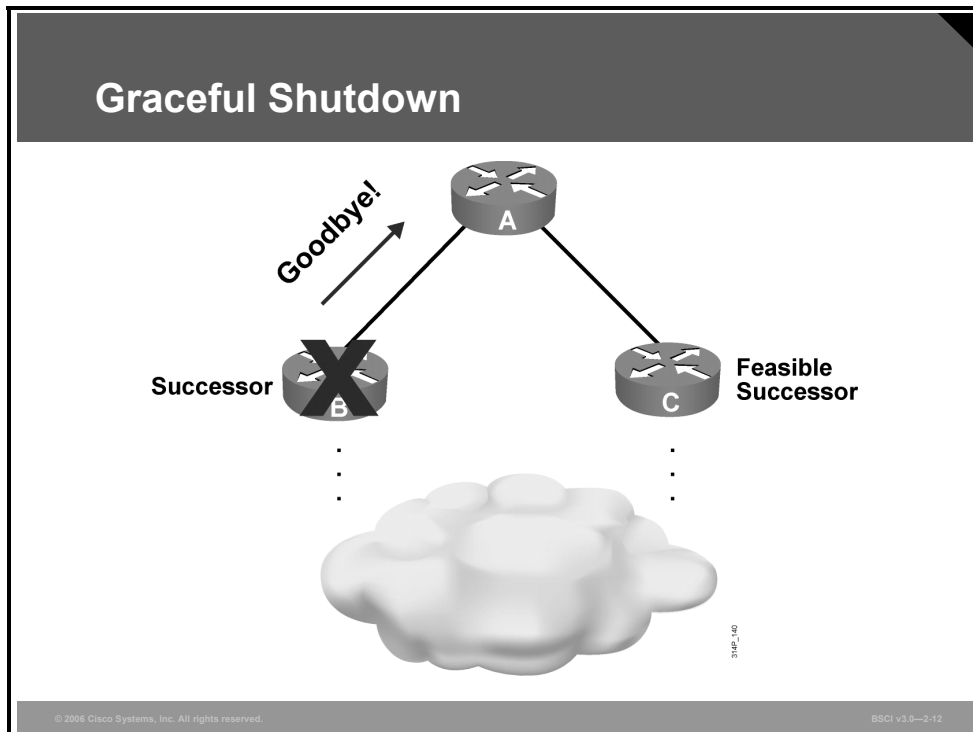 Graceful Shutdown
Goodbye!
A
Successor
B
C
Feasible
Successor
.
.
.
.
.
.
314P_140
© 2006 Cisco Systems, Inc. All rights reserved.
BSCI v3.0—2-12